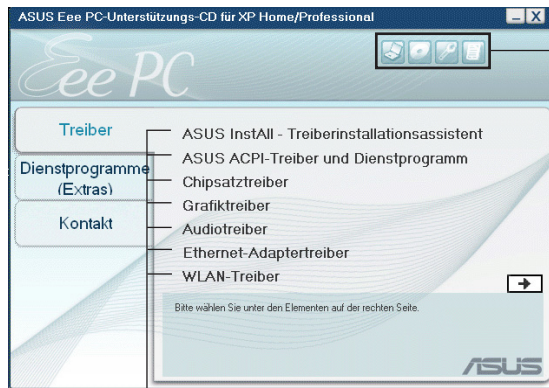 ASUS Eee PC-Unterstützungs-CD für XP Home/Professional
Eee PC
Treiber
Dienstprogramme
(Extras)
Kontakt
ASUS InstAll - Treiberinstallationsassistent
ASUS ACPI-Treiber und Dienstprogramm
Chipsatztreiber
Grafiktreiber
Audiotreiber
Ethernet-Adaptertreiber
WLAN-Treiber
Bitte wählen Sie unter den Elementen auf der rechten Seite.
ASUS